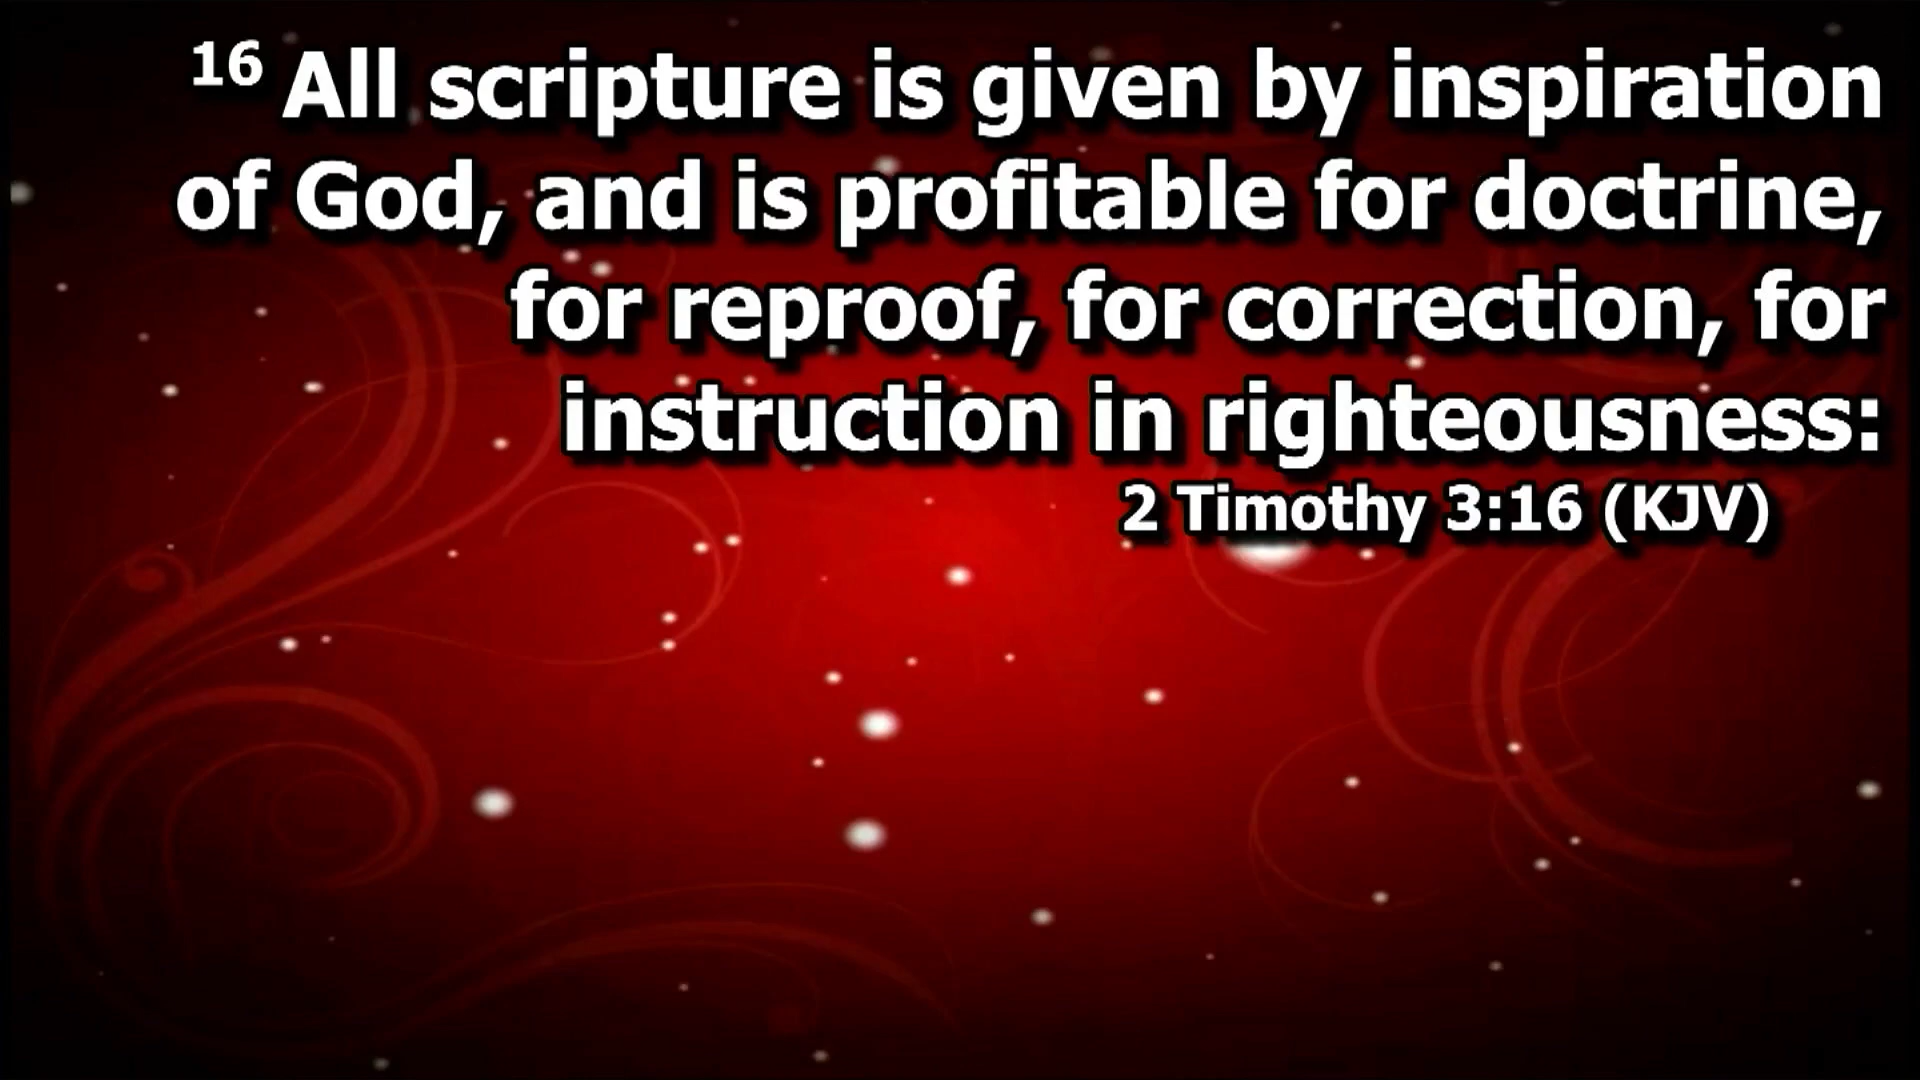 16 All scripture is given by inspiration
of God, and is profitable for doctrine,
for reproof, for correction, for
instruction in righteousness:
2 Timothy 3:16 (KJV)